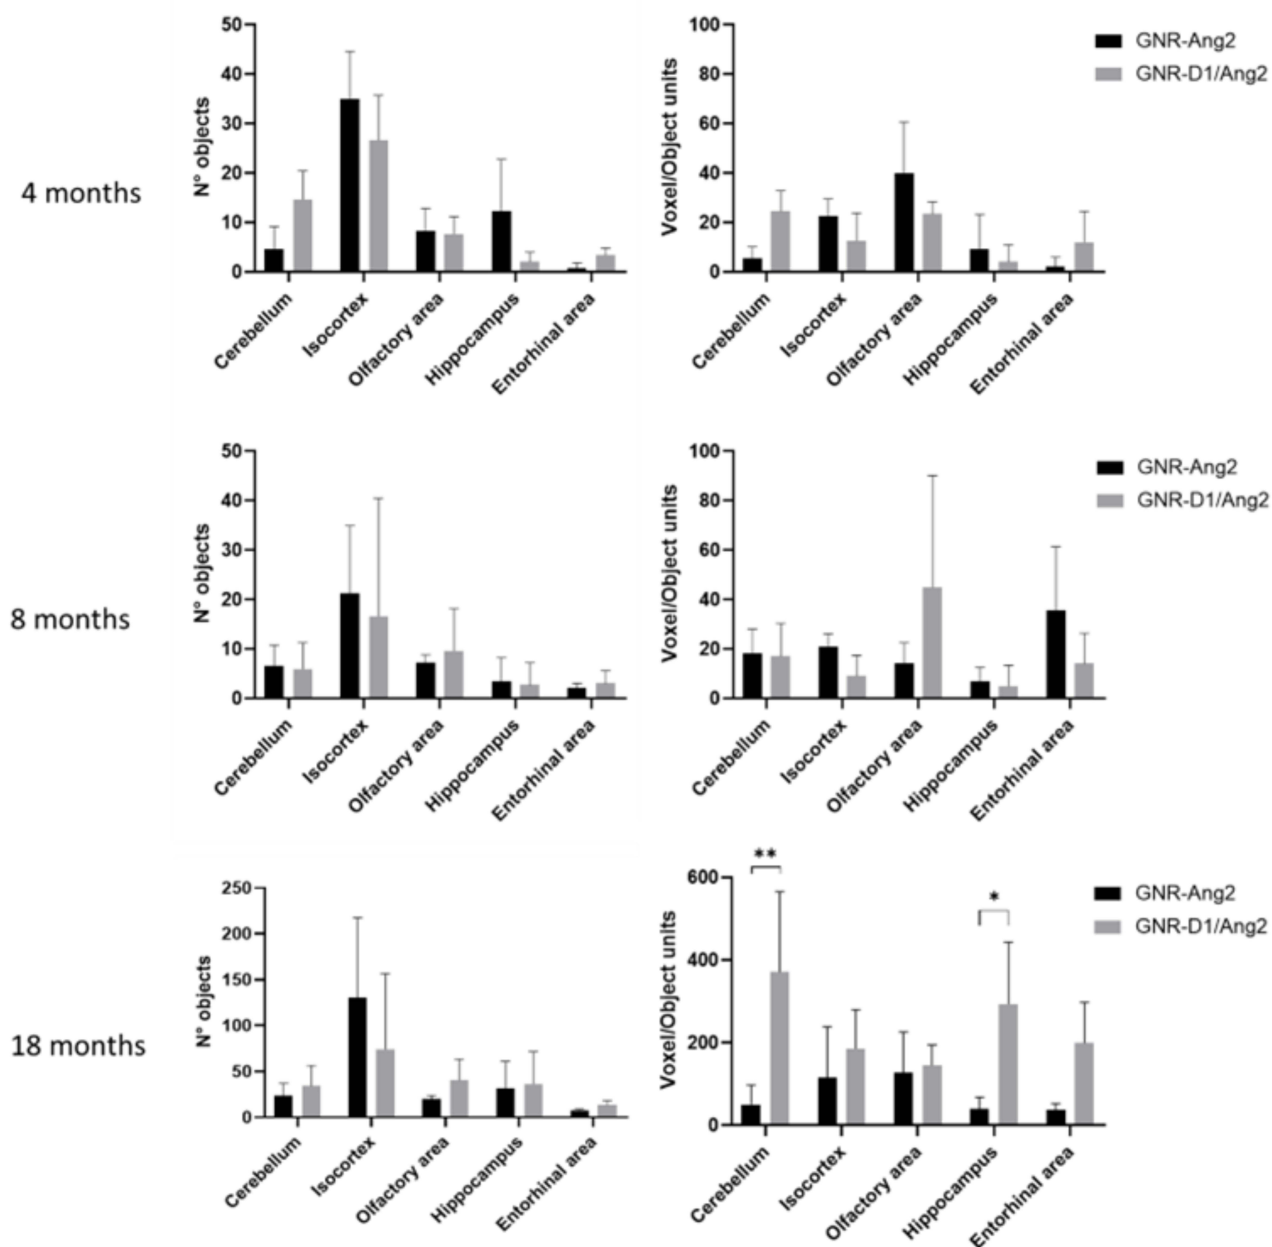 4 months
N° objects
50
40
30
20
10
0
Cerebellum
Isocortex
Olfactory area
Hippocampus
Entorhinal area
Voxel/Object units
100
80
60
40
20
0
Cerebellum
Isocortex
Olfactory area
Hippocampus
Entorhinal area
GNR-Ang2
GNR-D1/Ang2
8 months
N° objects
50
40
30
20
10
0
Cerebellum
Isocortex
Olfactory area
Hippocampus
Entorhinal area
Voxel/Object units
100
80
60
40
20
0
Cerebellum
Isocortex
Olfactory area
Hippocampus
Entorhinal area
GNR-Ang2
GNR-D1/Ang2
18 months
N° objects
250
200
150
100
50
0
Cerebellum
Isocortex
Olfactory area
Hippocampus
Entorhinal area
Voxel/Object units
600
400
200
0
**
*
Cerebellum
Isocortex
Olfactory area
Hippocampus
Entorhinal area
GNR-Ang2
GNR-D1/Ang2